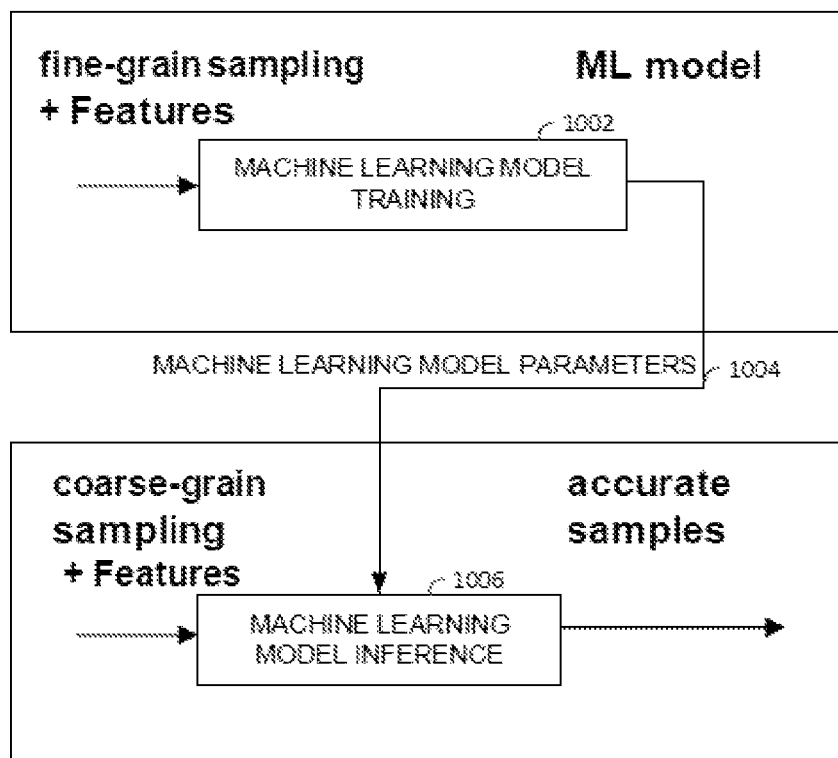 fine-grain sampling
+ Features
ML model
1002
MACHINE LEARNING MODEL
TRAINING
MACHINE LEARNING MODEL PARAMETERS
1004
coarse-grain
sampling
+ Features
accurate
samples
1006
MACHINE LEARNING
MODEL INFERENCE